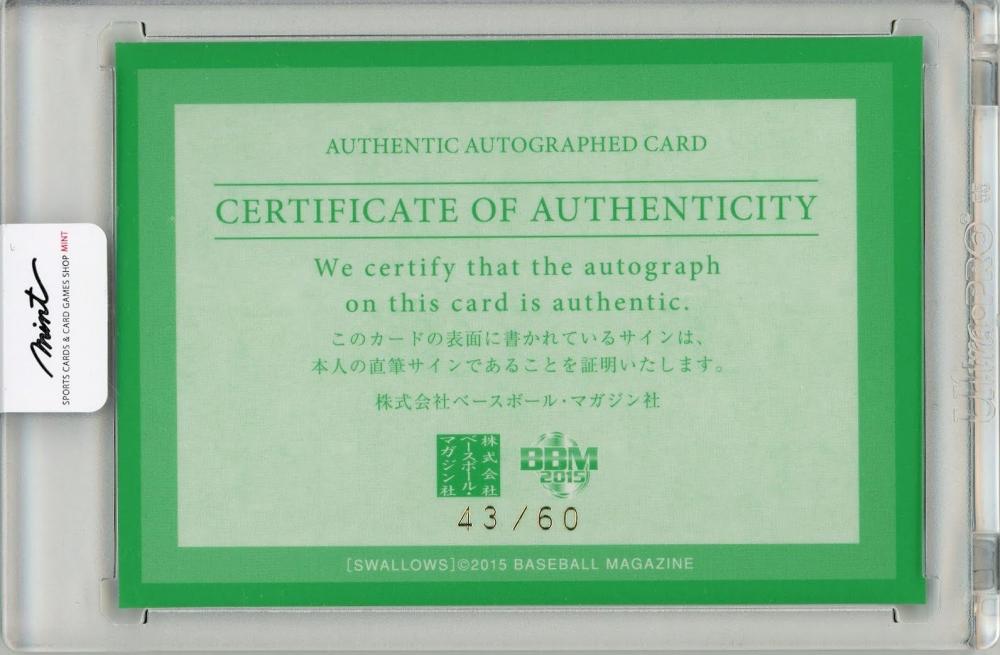 AUTHENTIC AUTOGRAPHED CARD
CERTIFICATE OF AUTHENTICITY
We certify that the autograph
on this card is authentic.
このカードの表面に書かれているサインは、
本人の直筆サインであることを証明いたします。
株式会社ベースボール・マガジン社
株式会社
ベースボール・
マガジン社
BBM
2015
43/60
[SWALLOWS]©2015 BASEBALL MAGAZINE
mint
SPORTS CARDS & CARD GAMES SHOP MINT